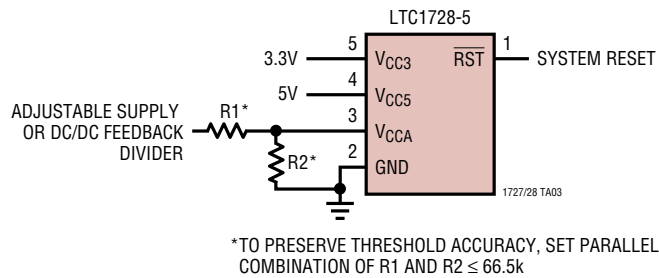 LTC1728-5
3.3V
5
VCC3
RST
1
SYSTEM RESET
5V
4
VCC5
ADJUSTABLE SUPPLY
OR DC/DC FEEDBACK
DIVIDER
R1*
3
VCCA
R2*
2
GND
1727/28 TA03
*TO PRESERVE THRESHOLD ACCURACY, SET PARALLEL
COMBINATION OF R1 AND R2 ≤ 66.5k